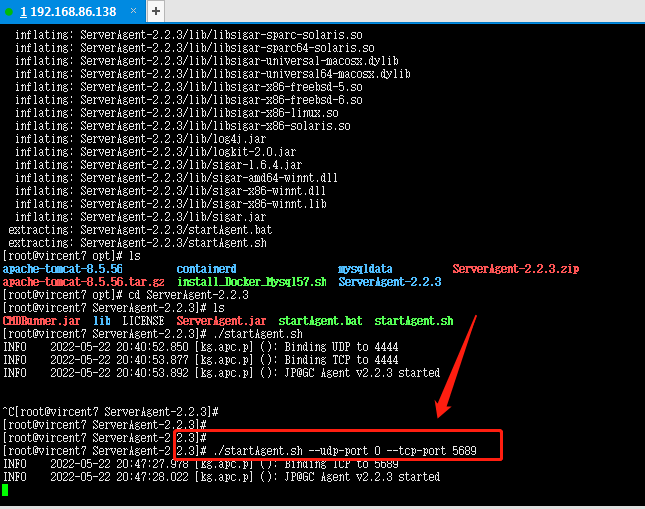 1 192.168.86.138 × +
inflating: ServerAgent-2.2.3/lib/libsigar-sparc-solaris.so
inflating: ServerAgent-2.2.3/lib/libsigar-sparc64-solaris.so
inflating: ServerAgent-2.2.3/lib/libsigar-universal-macosx.dylib
inflating: ServerAgent-2.2.3/lib/libsigar-universal64-macosx.dylib
inflating: ServerAgent-2.2.3/lib/libsigar-x86-freebsd-5.so
inflating: ServerAgent-2.2.3/lib/libsigar-x86-freebsd-6.so
inflating: ServerAgent-2.2.3/lib/libsigar-x86-linux.so
inflating: ServerAgent-2.2.3/lib/libsigar-x86-solaris.so
inflating: ServerAgent-2.2.3/lib/log4j.jar
inflating: ServerAgent-2.2.3/lib/logkit-2.0.jar
inflating: ServerAgent-2.2.3/lib/sigar-1.6.4.jar
inflating: ServerAgent-2.2.3/lib/sigar-amd64-winnt.dll
inflating: ServerAgent-2.2.3/lib/sigar-x86-winnt.dll
inflating: ServerAgent-2.2.3/lib/sigar-x86-winnt.lib
inflating: ServerAgent-2.2.3/lib/sigar.jar
extracting: ServerAgent-2.2.3/startAgent.bat
extracting: ServerAgent-2.2.3/startAgent.sh
[root@vircent7 opt]# ls
apache-tomcat-8.5.56 containerd mysqldata ServerAgent-2.2.3.zip
apache-tomcat-8.5.56.tar.gz install_Docker_Mysql57.sh ServerAgent-2.2.3
[root@vircent7 opt]# cd ServerAgent-2.2.3
[root@vircent7 ServerAgent-2.2.3]# ls
CMDRunner.jar lib LICENSE ServerAgent.jar startAgent.bat startAgent.sh
[root@vircent7 ServerAgent-2.2.3]# ./startAgent.sh
INFO 2022-05-22 20:40:52.850 [kg.apc.p] (): Binding UDP to 4444
INFO 2022-05-22 20:40:53.877 [kg.apc.p] (): Binding TCP to 4444
INFO 2022-05-22 20:40:53.892 [kg.apc.p] (): JP@GC Agent v2.2.3 started
^C[root@vircent7 ServerAgent-2.2.3]#
[root@vircent7 ServerAgent-2.2.3]#
[root@vircent7 ServerAgent-2.2.3]#
[root@vircent7 ServerAgent-2.2.3]# ./startAgent.sh --udp-port 0 --tcp-port 5689
INFO 2022-05-22 20:47:27.978 [kg.apc.p] (): Binding TCP to 5689
INFO 2022-05-22 20:47:28.022 [kg.apc.p] (): JP@GC Agent v2.2.3 started